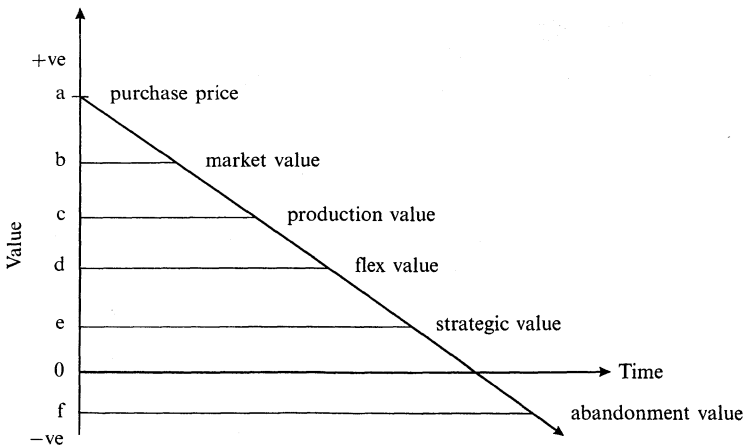 +ve
a purchase price
b market value
c production value
Value
d flex value
e strategic value
0 Time
f abandonment value
−ve